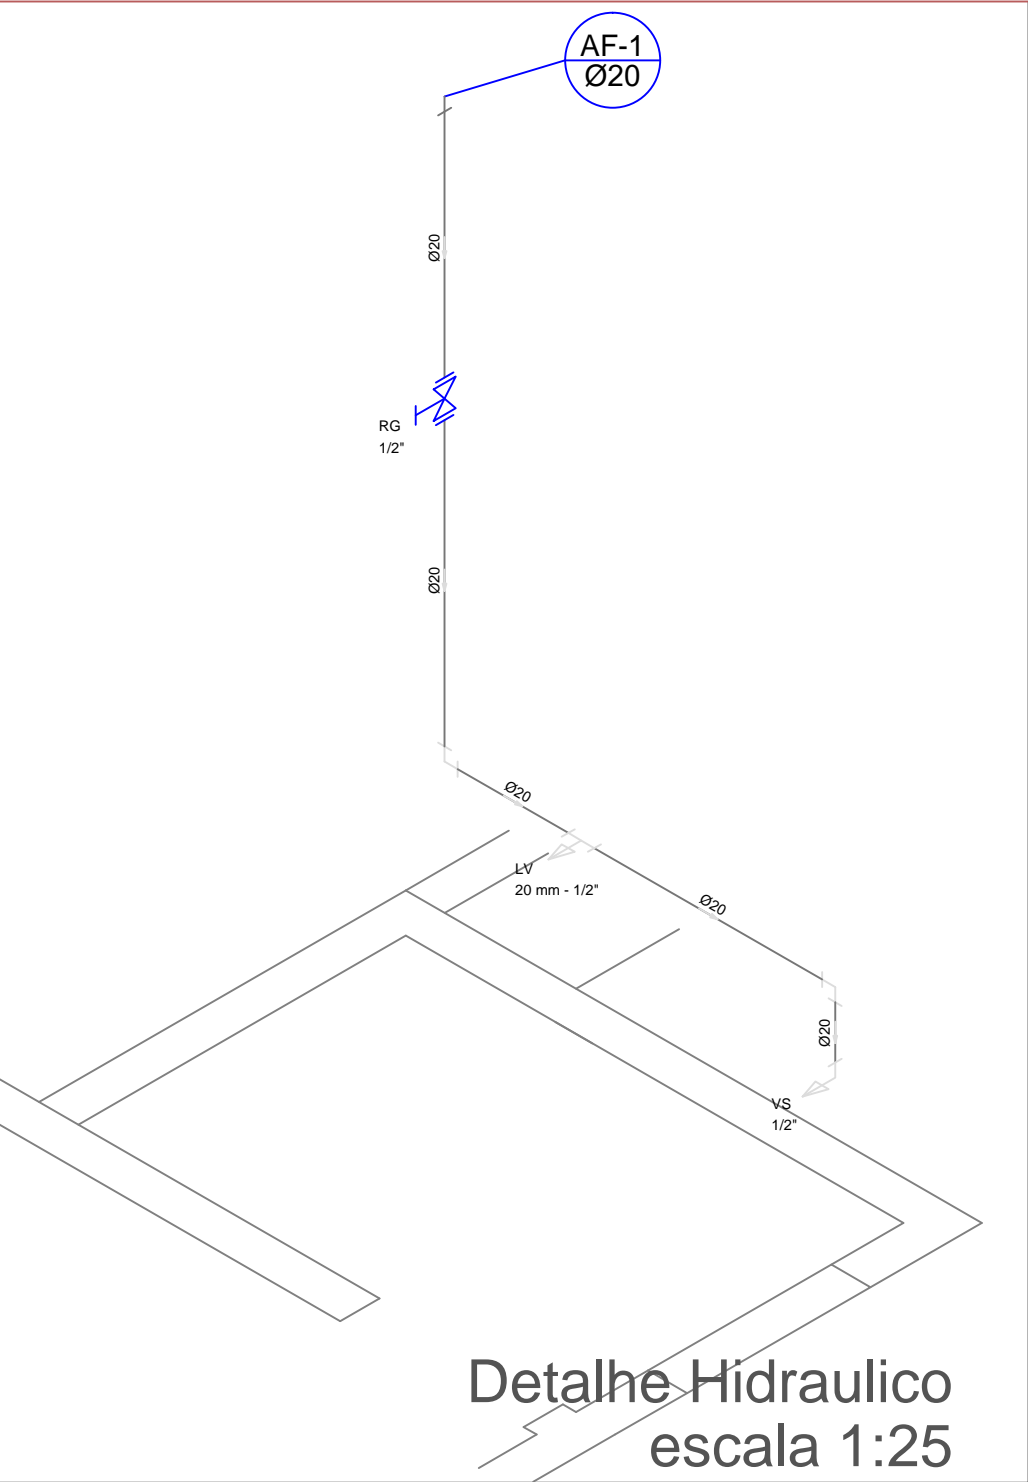 AF-1
Ø20
Ø20
RG
1/2"
Ø20
Ø20
LV
20 mm - 1/2"
Ø20
Ø20
VS
1/2"
Detalhe Hidraulico
escala 1:25